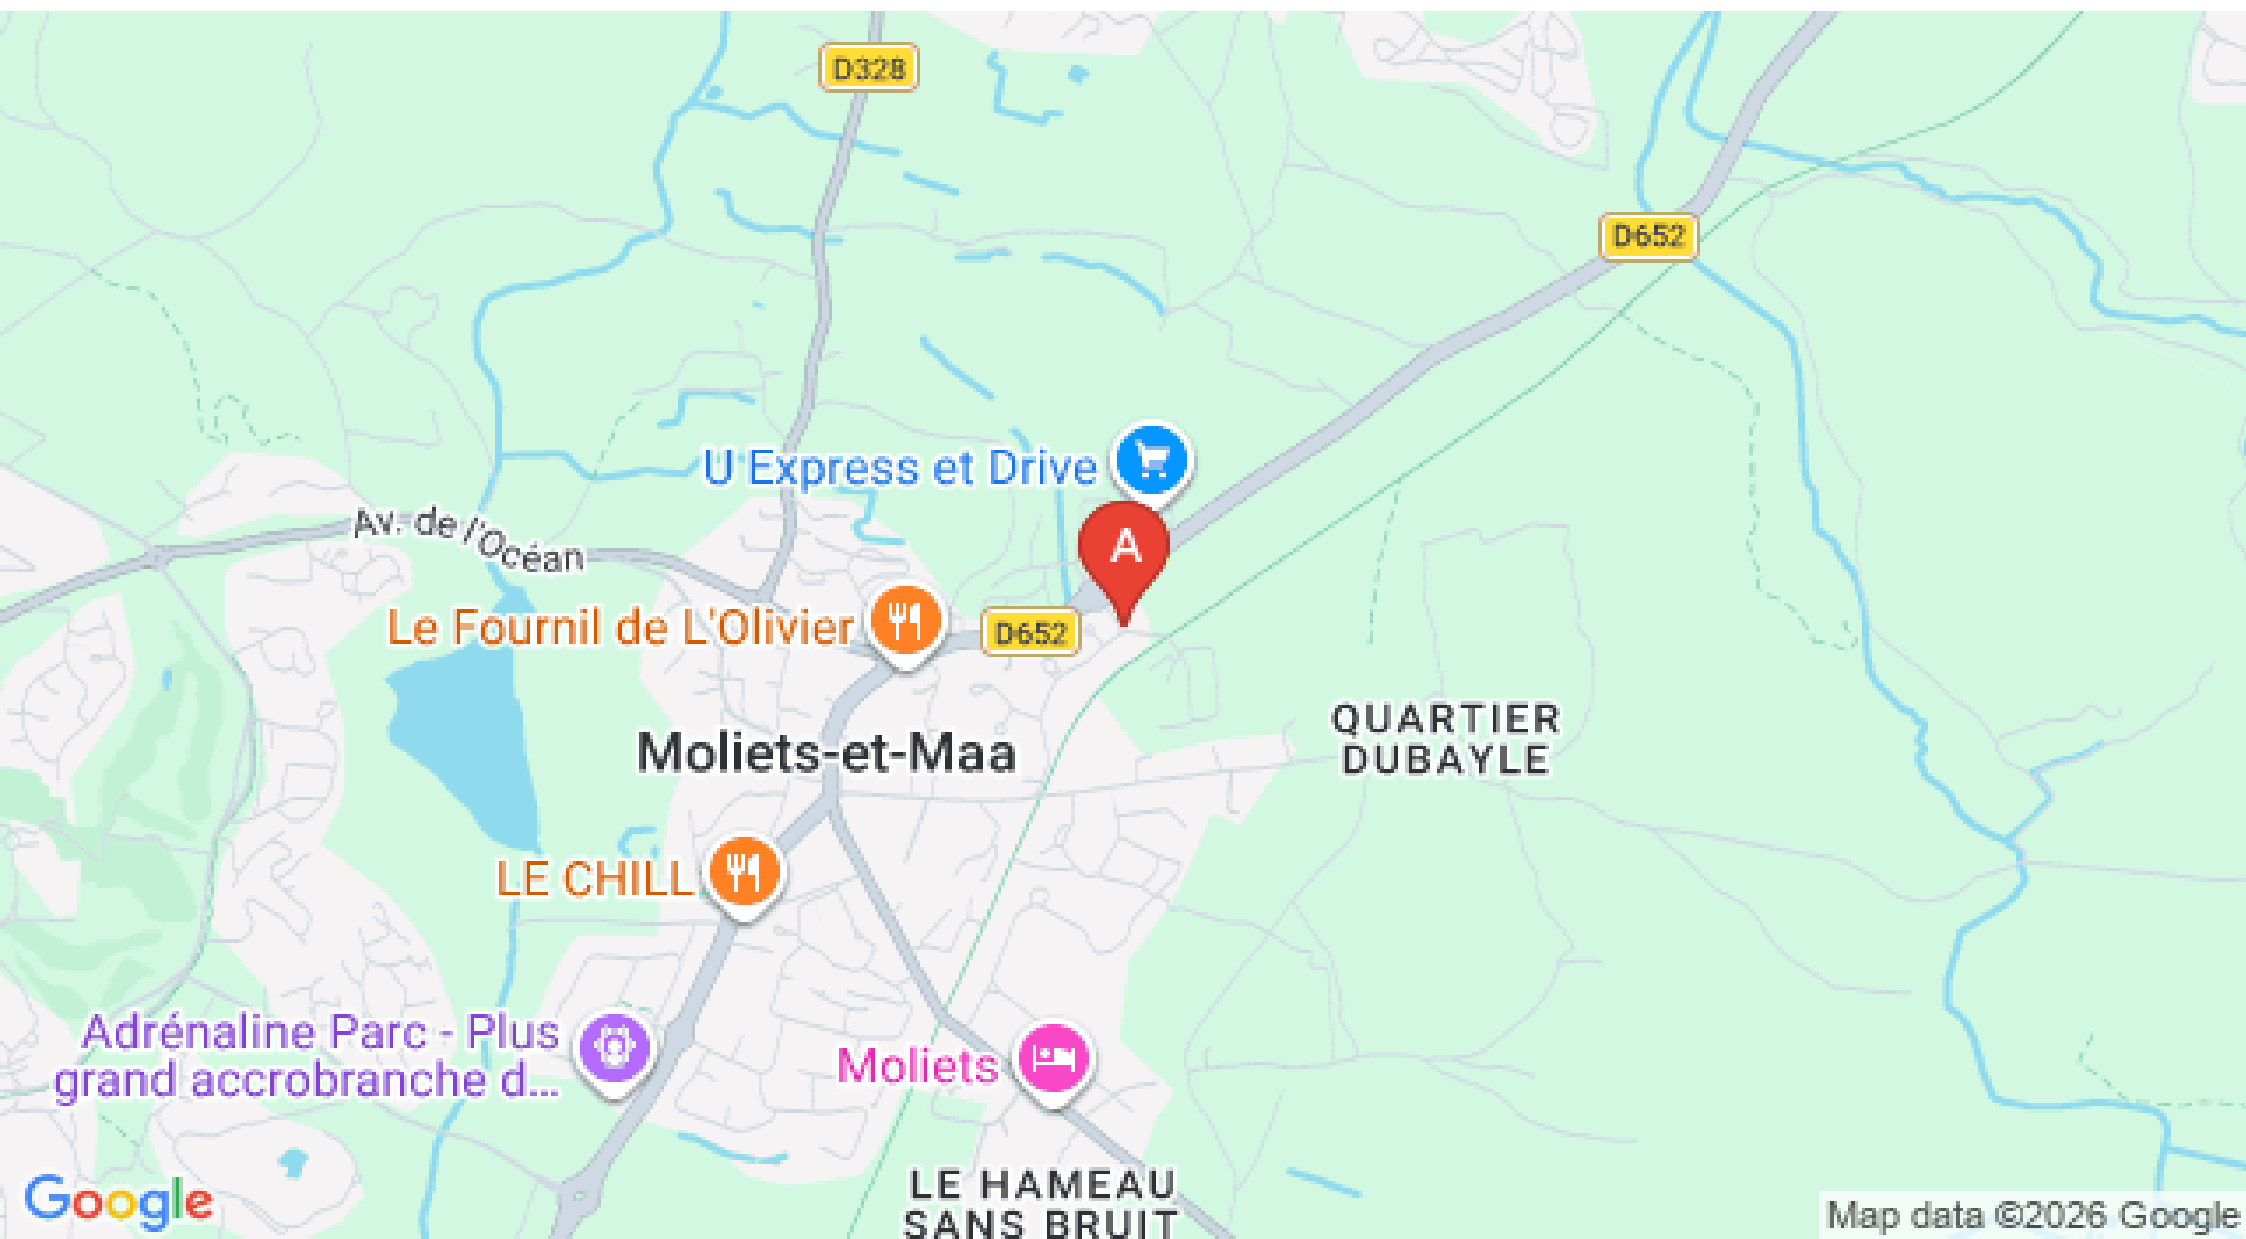 D328
D652
U Express et Drive
A
Av. de l'Océan
Le Fournil de L'Olivier
D652
QUARTIER
DUBAYLE
Moliets-et-Maa
LE CHILL
Adrénaline Parc - Plus
grand accrobranche d...
Moliets
LE HAMEAU
SANS BRUIT
Google
Map data ©2026 Google